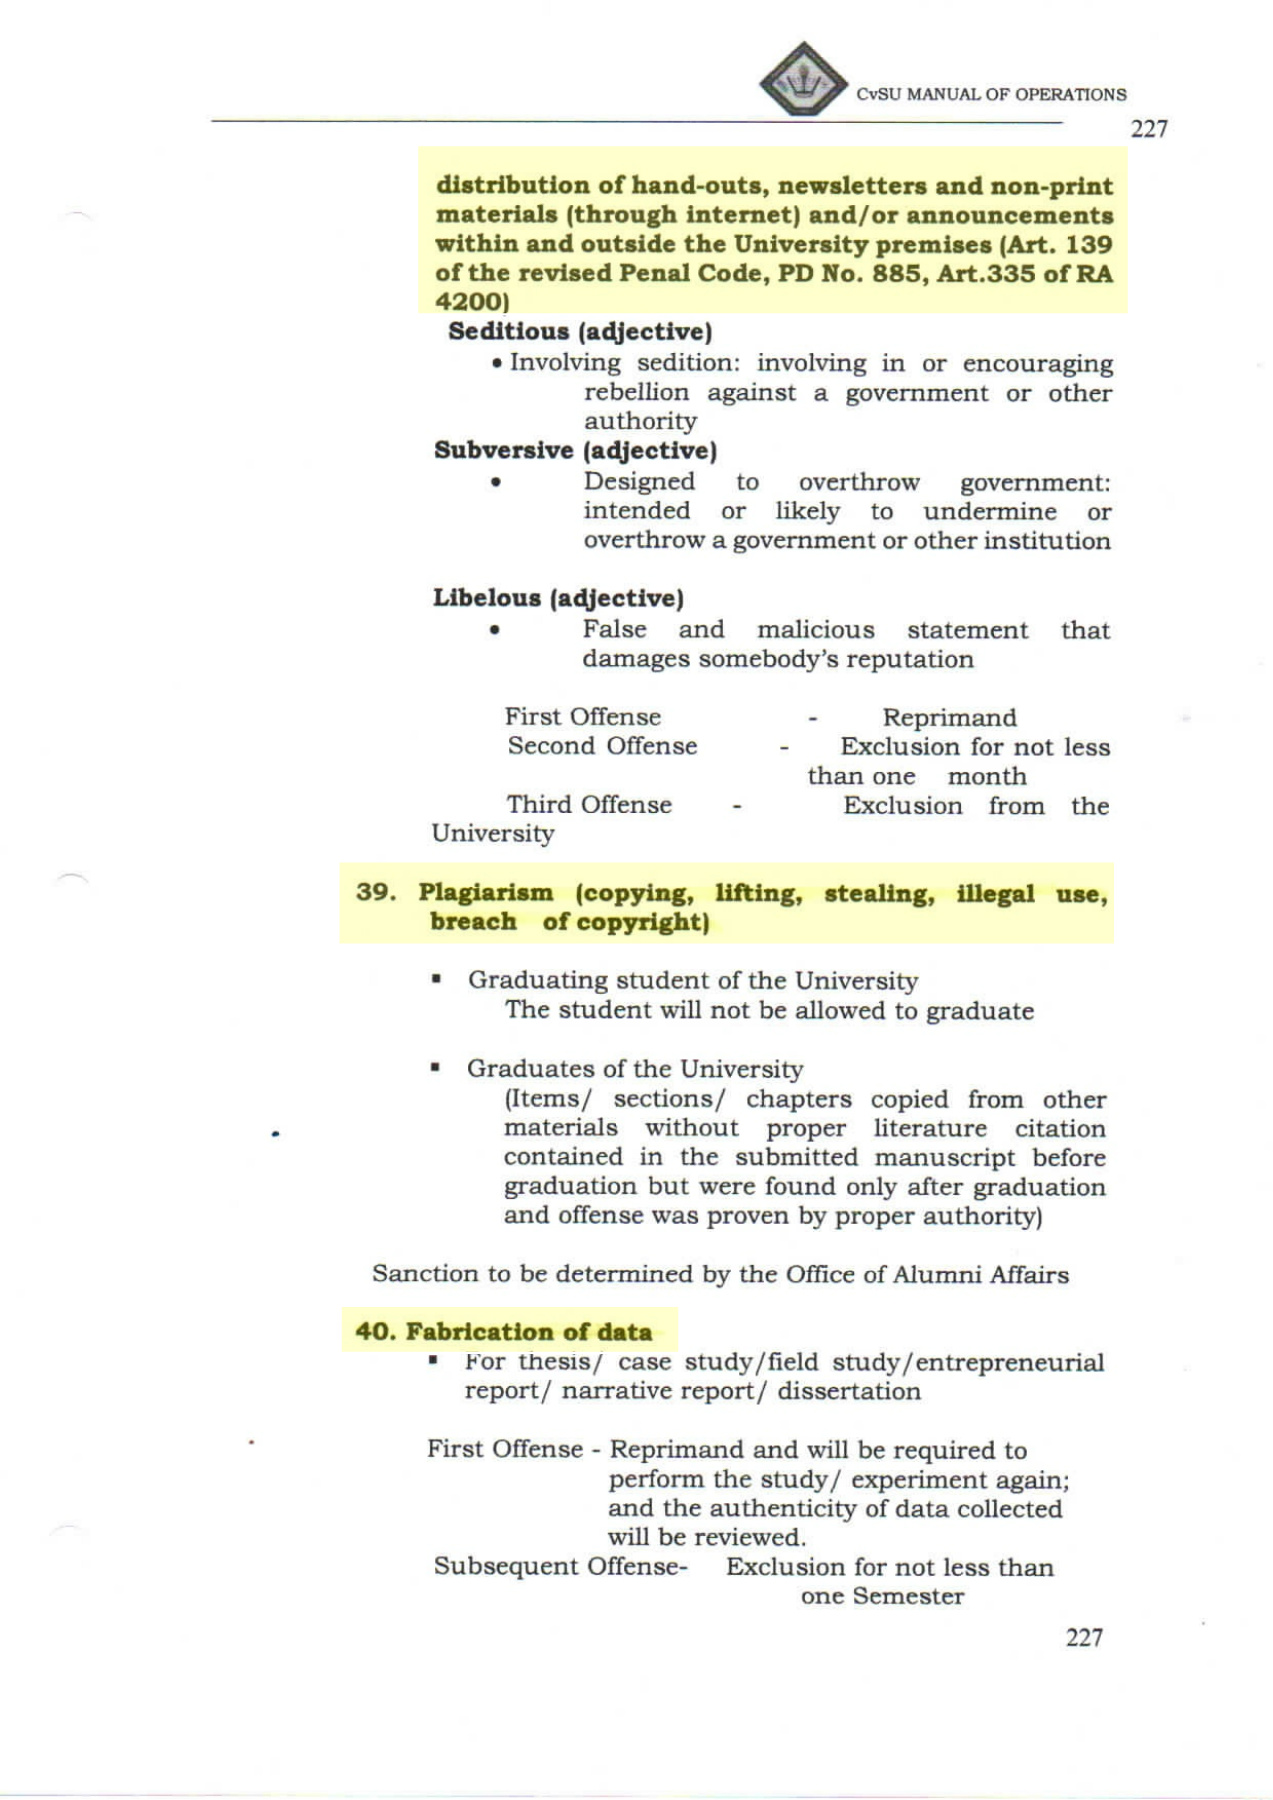 CvSU MANUAL OF OPERATIONS
227
distribution of hand-outs, newsletters and non-print
materials (through internet) and/or announcements
within and outside the University premises (Art. 139
of the revised Penal Code, PD No. 885, Art.335 of RA
4200)
Seditious (adjective)
• Involving sedition: involving in or encouraging
rebellion against a government or other
authority
Subversive (adjective)
• Designed to overthrow government:
intended or likely to undermine or
overthrow a government or other institution
Libelous (adjective)
• False and malicious statement that
damages somebody's reputation
First Offense - Reprimand
Second Offense - Exclusion for not less
than one month
Third Offense - Exclusion from the
University
39. Plagiarism (copying, lifting, stealing, illegal use,
breach of copyright)
▪ Graduating student of the University
The student will not be allowed to graduate
▪ Graduates of the University
(Items/ sections/ chapters copied from other
materials without proper literature citation
contained in the submitted manuscript before
graduation but were found only after graduation
and offense was proven by proper authority)
Sanction to be determined by the Office of Alumni Affairs
40. Fabrication of data
▪ For thesis/ case study/field study/entrepreneurial
report/ narrative report/ dissertation
First Offense - Reprimand and will be required to
perform the study/ experiment again;
and the authenticity of data collected
will be reviewed.
Subsequent Offense- Exclusion for not less than
one Semester
227